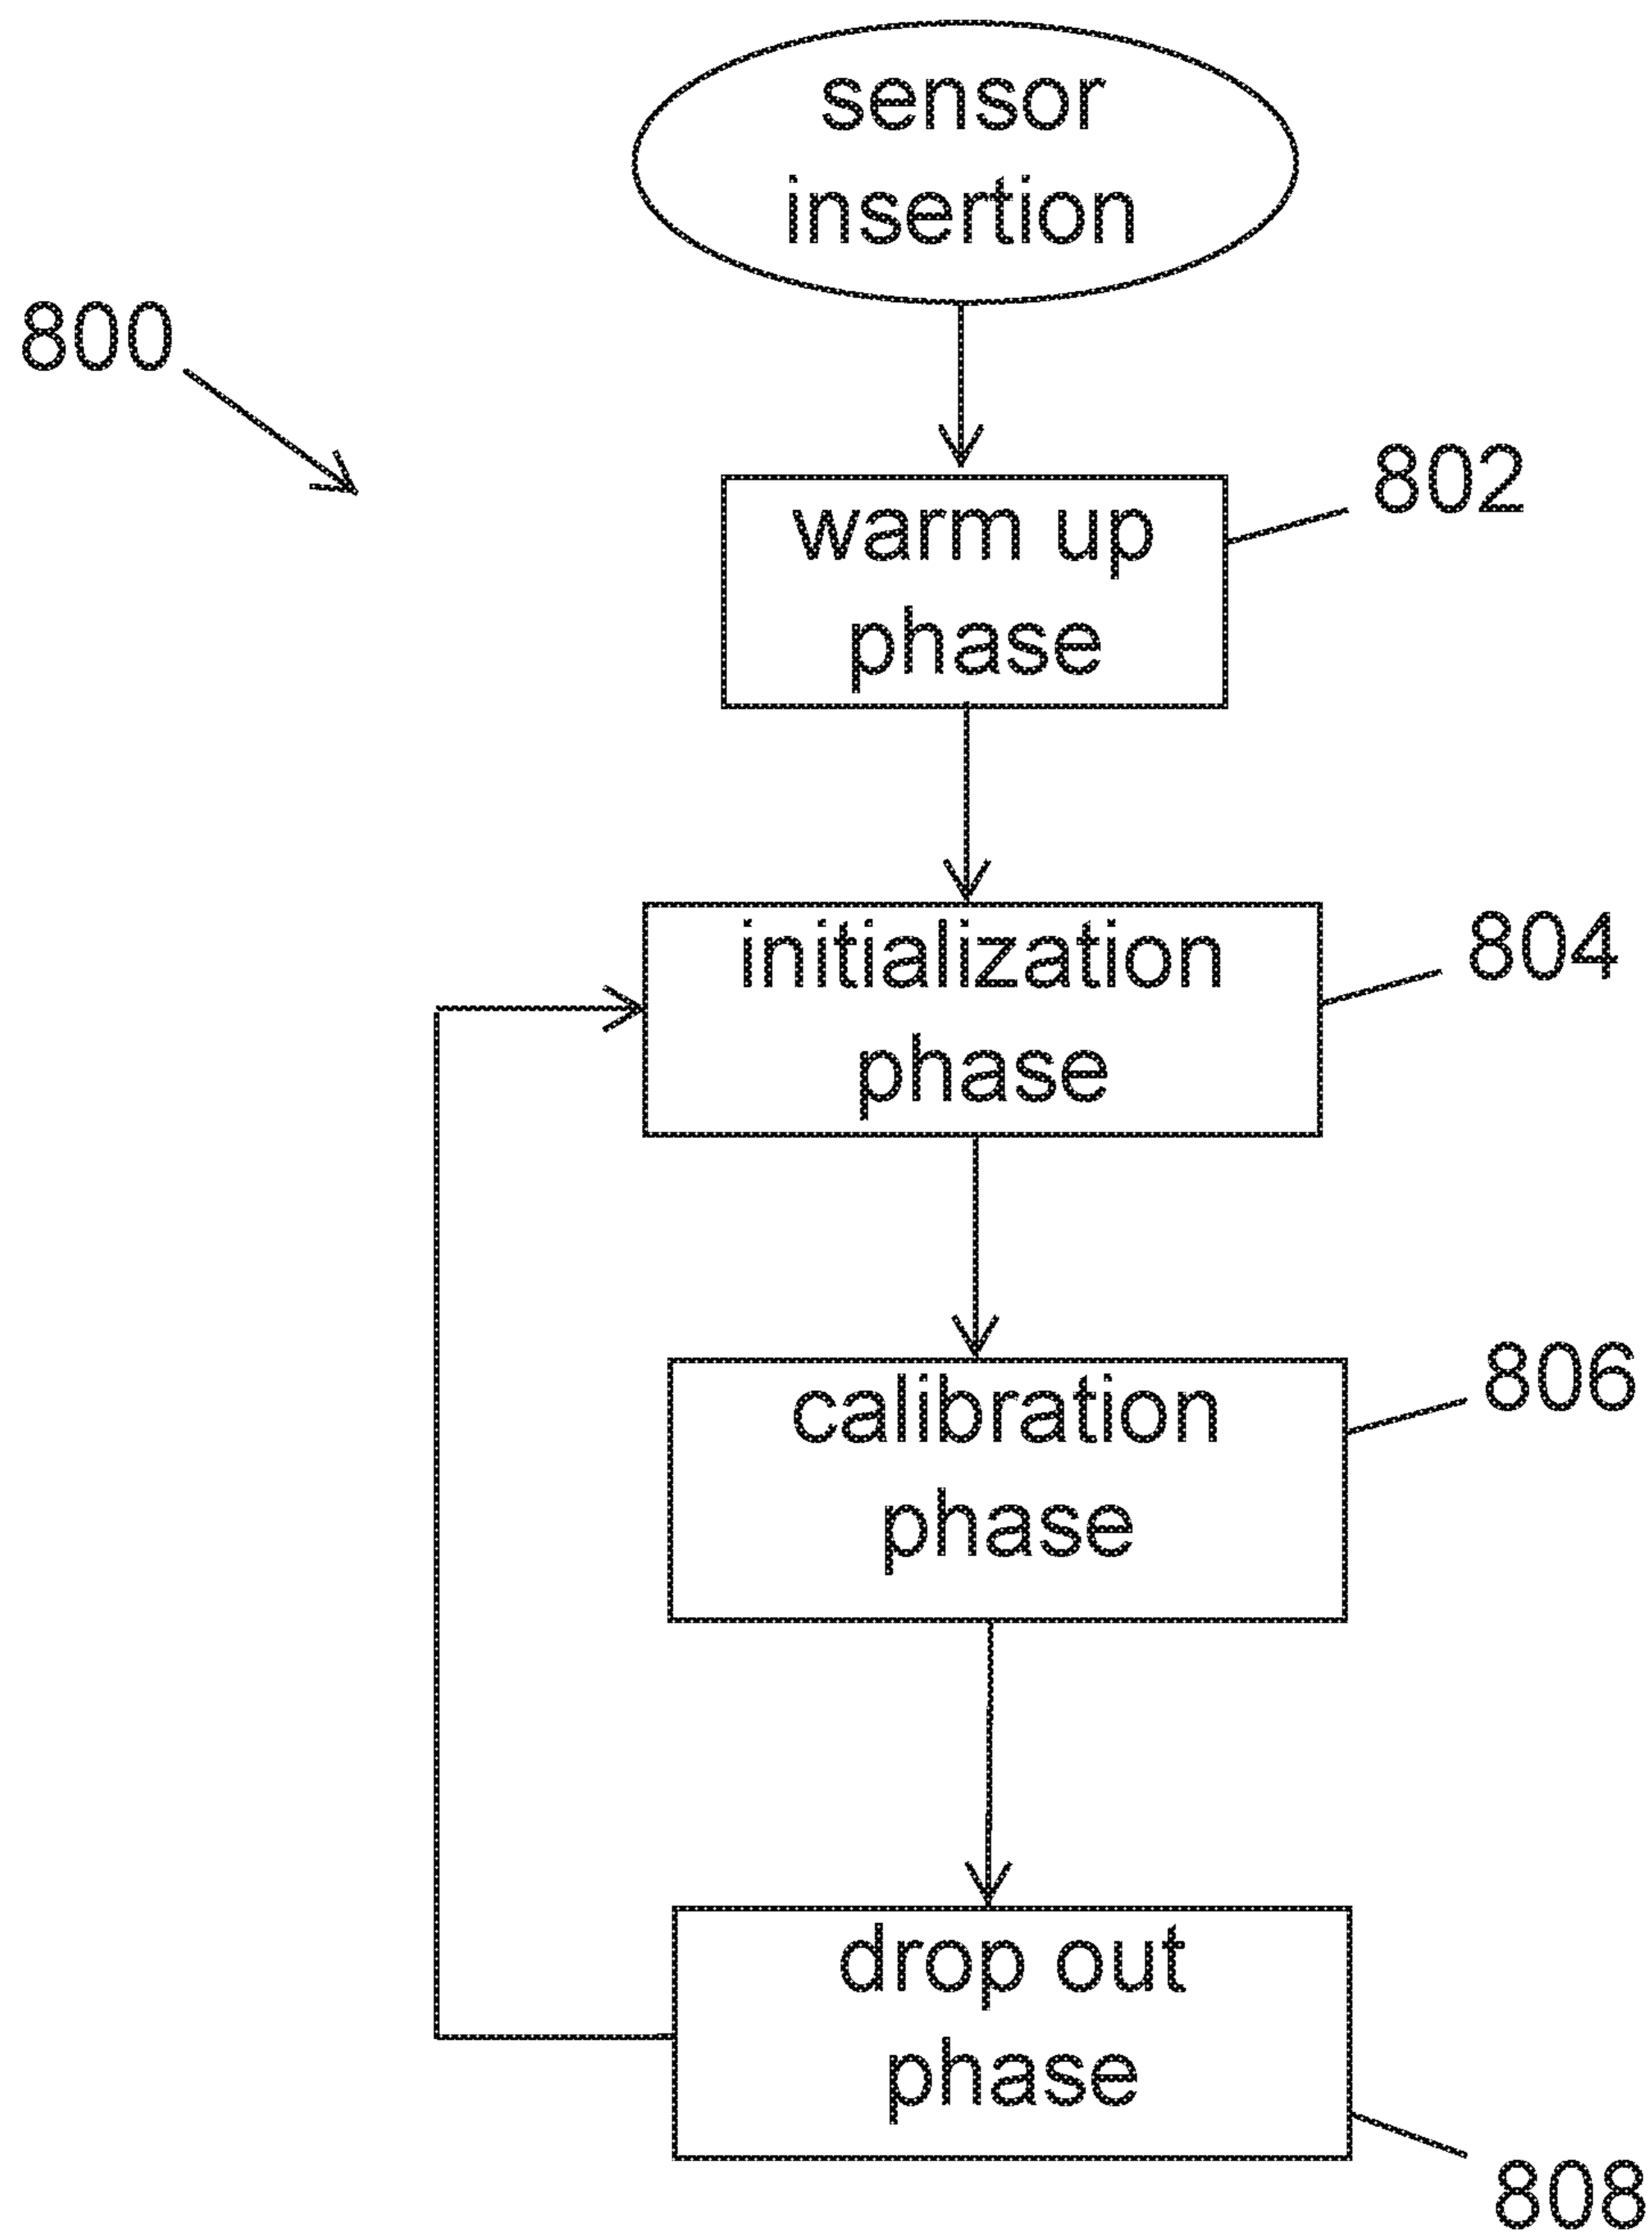 sensor
insertion
800
warm up
phase
802
initialization
phase
804
calibration
phase
806
drop out
phase
808